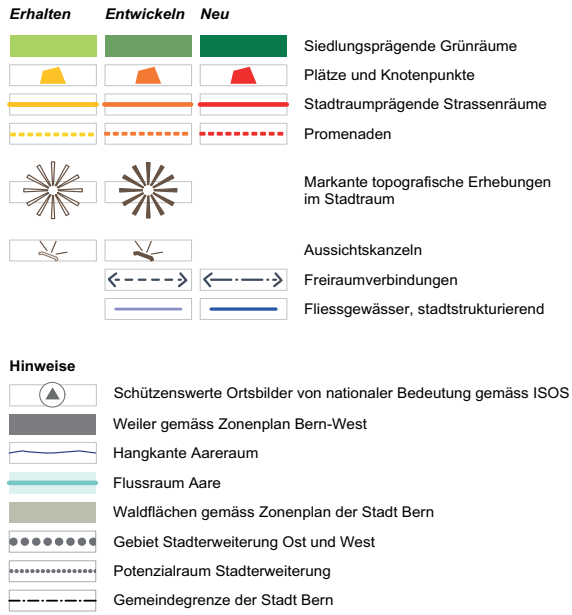 Erhalten Entwickeln Neu
Siedlungsprägende Grünräume
Plätze und Knotenpunkte
Stadtraumprägende Strassenräume
Promenaden
Markante topografische Erhebungen
im Stadtraum
Aussichtskanzeln
Freiraumverbindungen
Fliessgewässer, stadtstrukturierend
Hinweise
Schützenswerte Ortsbilder von nationaler Bedeutung gemäss ISOS
Weiler gemäss Zonenplan Bern-West
Hangkante Aareraum
Flussraum Aare
Waldflächen gemäss Zonenplan der Stadt Bern
Gebiet Stadterweiterung Ost und West
Potenzialraum Stadterweiterung
Gemeindegrenze der Stadt Bern